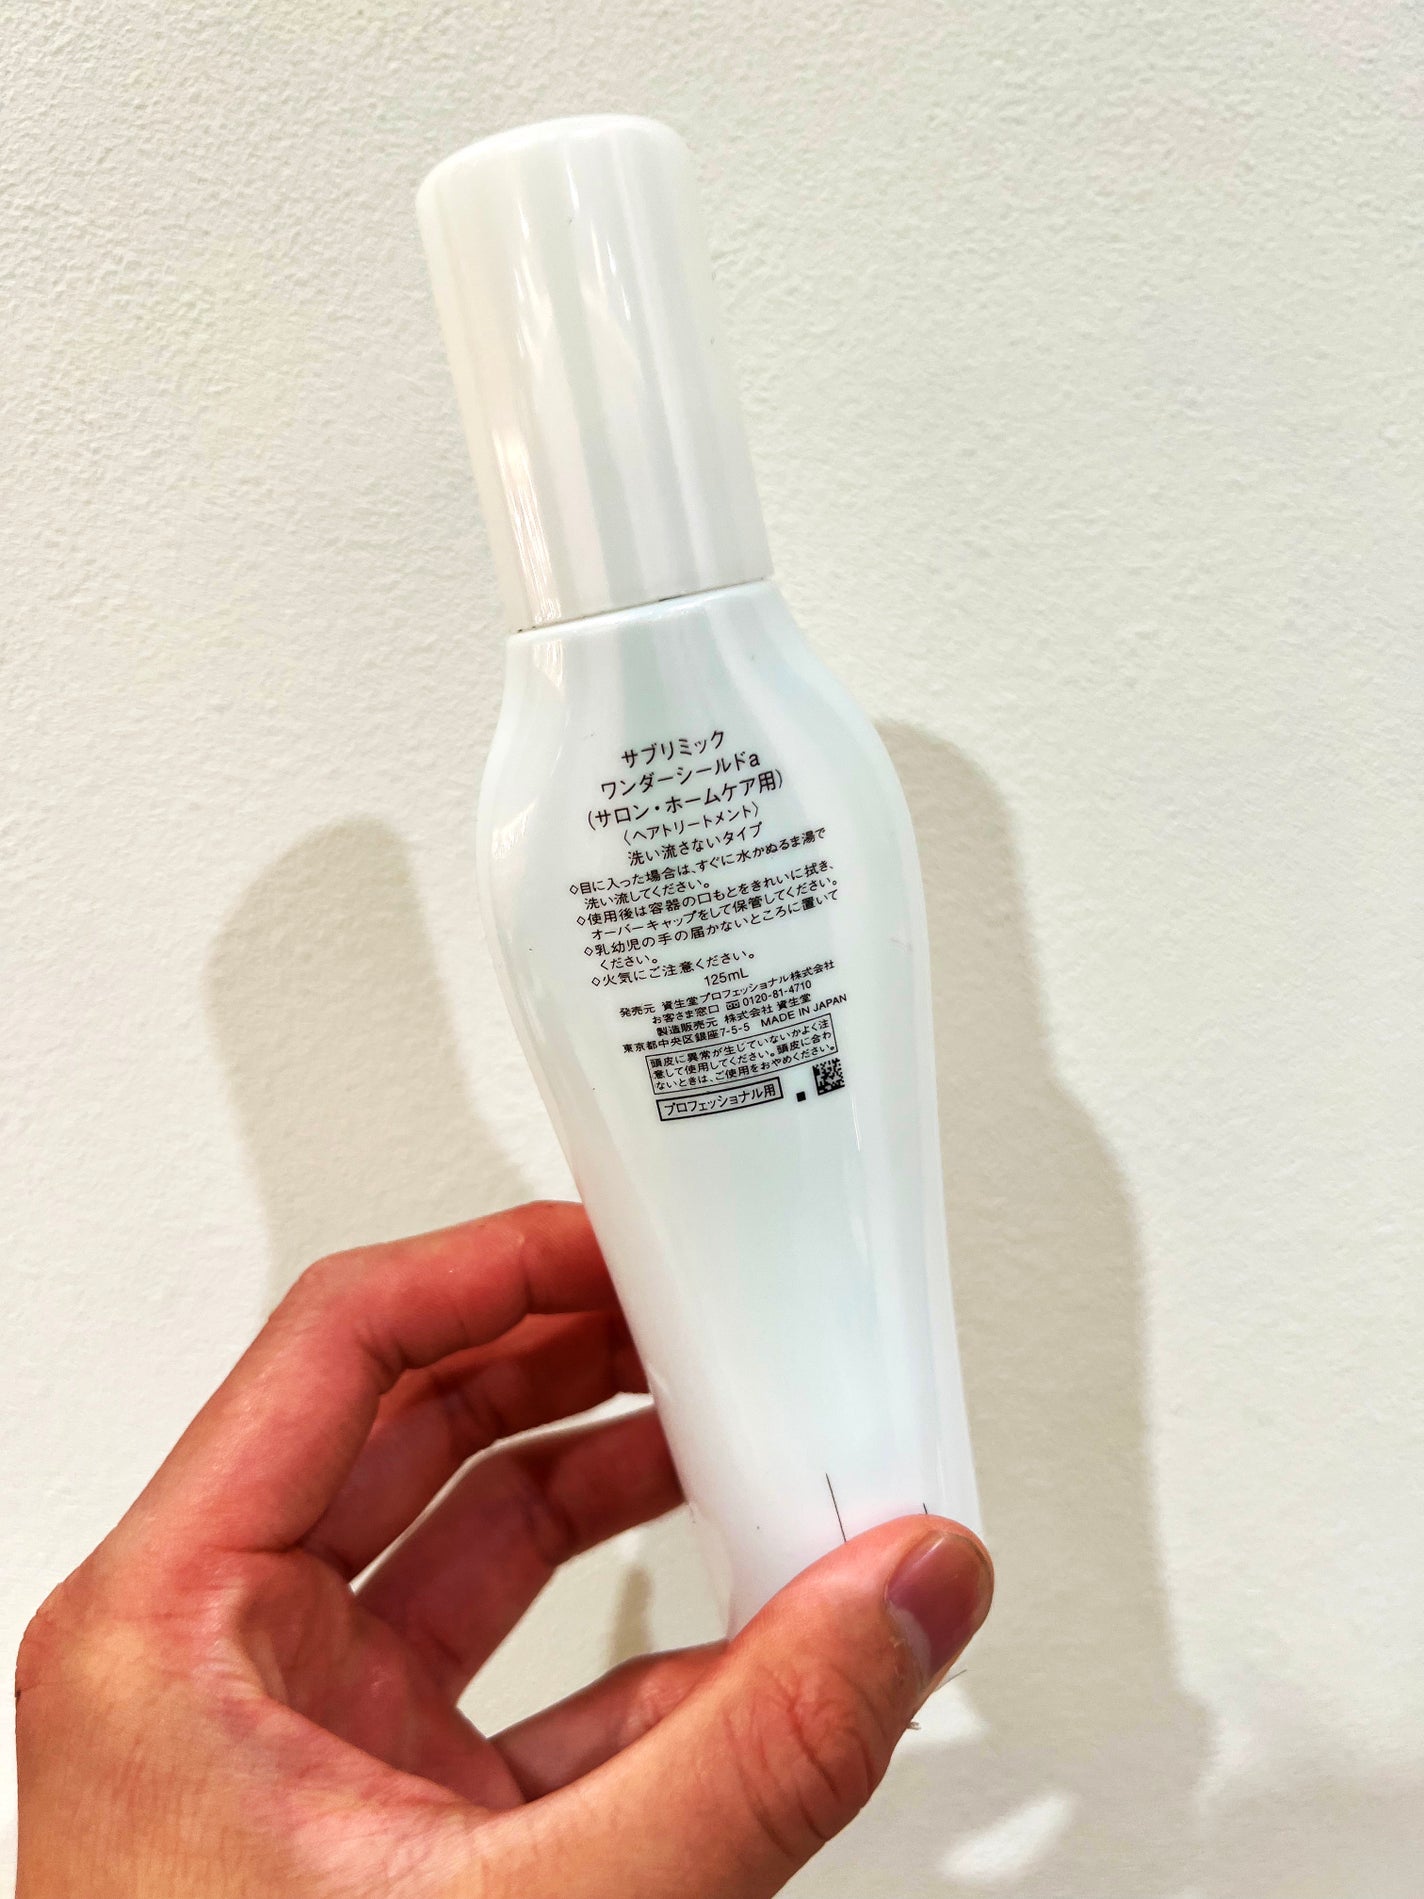 サブリミック
ワンダーシールドa
(サロン・ホームケア用)
〈ヘアトリートメント〉
洗い流さないタイプ
◇目に入った場合は、すぐに水かぬるま湯で
洗い流してください。
◇使用後は容器の口もとをきれいに拭き、
オーバーキャップをして保管してください。
◇乳幼児の手の届かないところに置いて
ください。
◇火気にご注意ください。
125mL
発売元 資生堂プロフェッショナル株式会社
お客さま窓口 0120-81-4710
製造販売元 株式会社 資生堂
東京都中央区銀座7-5-5 MADE IN JAPAN
頭皮に異常が生じていないかよく注
意して使用してください。頭皮に合わ
ないときは、ご使用をおやめください。
プロフェッショナル用